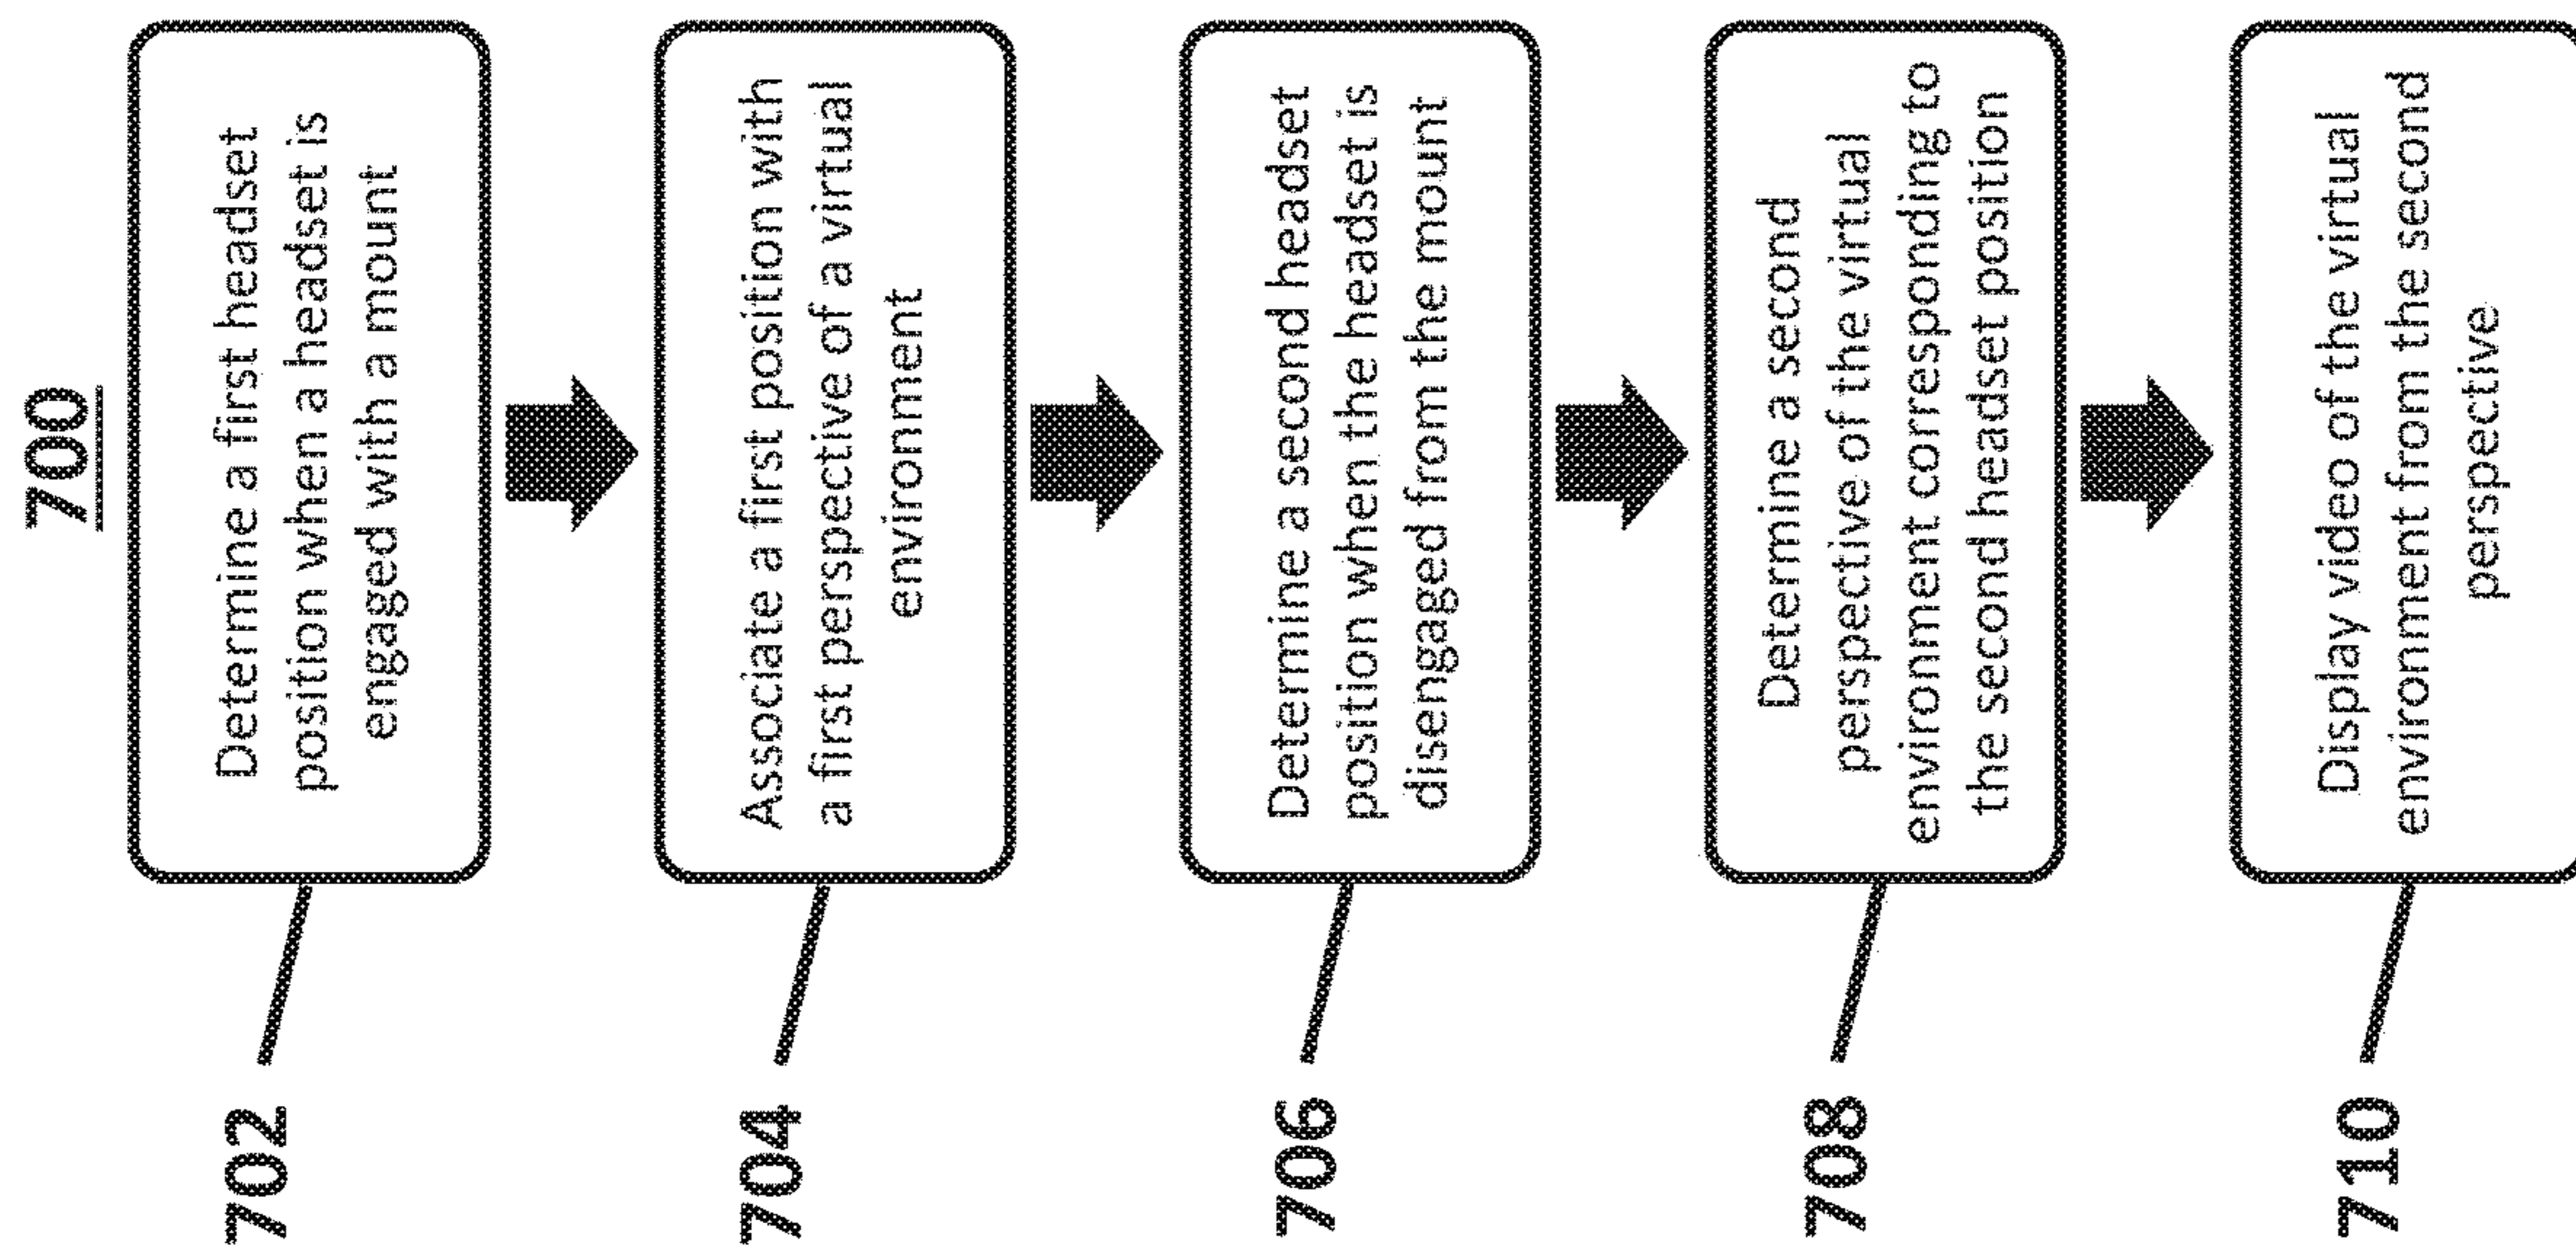 700
702
Determine a first headset
position when a headset is
engaged with a mount
704
Associate a first position with
a first perspective of a virtual
environment
706
Determine a second headset
position when the headset is
disengaged from the mount
708
Determine a second
perspective of the virtual
environment corresponding to
the second headset position
710
Display video of the virtual
environment from the second
perspective